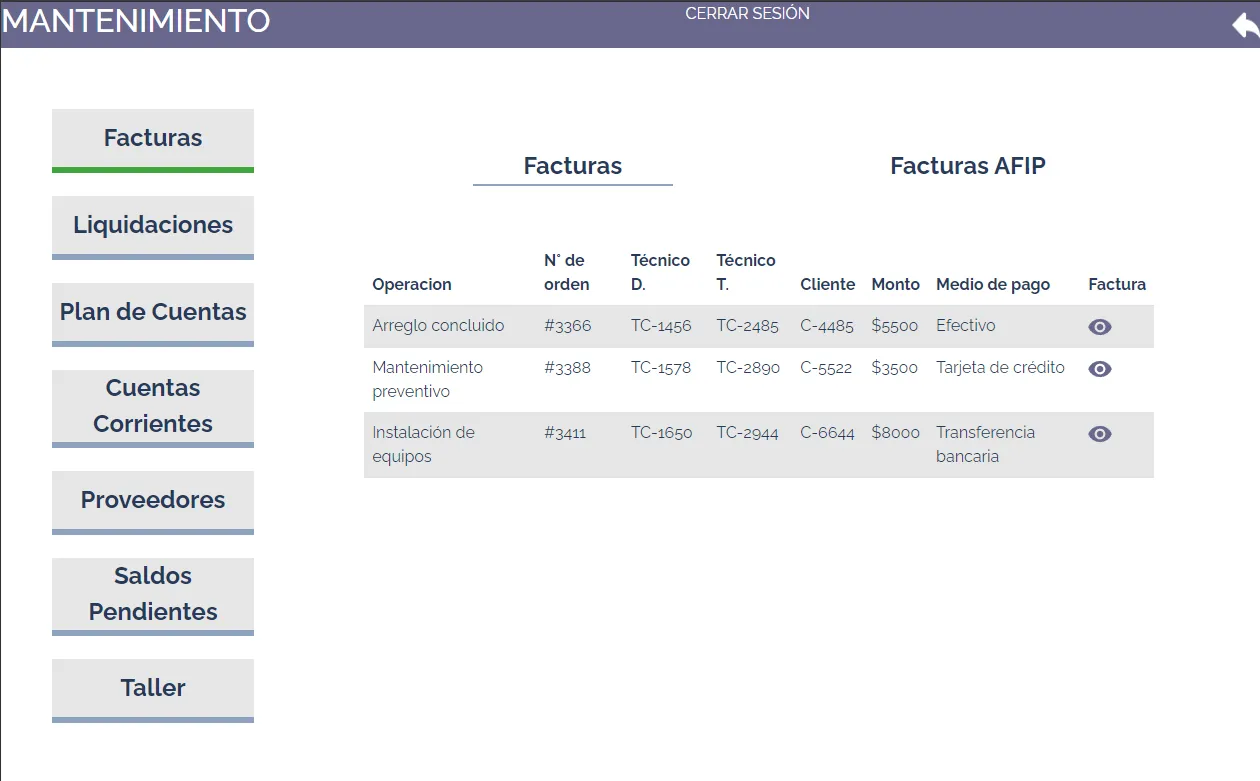 MANTENIMIENTO
CERRAR SESIÓN
Facturas
Liquidaciones
Plan de Cuentas
Cuentas
Corrientes
Proveedores
Saldos
Pendientes
Taller
Facturas
Facturas AFIP
Operacion N° de orden Técnico D. Técnico T. Cliente Monto Medio de pago Factura
Arreglo concluido #3366 TC-1456 TC-2485 C-4485 $5500 Efectivo
Mantenimiento preventivo #3388 TC-1578 TC-2890 C-5522 $3500 Tarjeta de crédito
Instalación de equipos #3411 TC-1650 TC-2944 C-6644 $8000 Transferencia bancaria